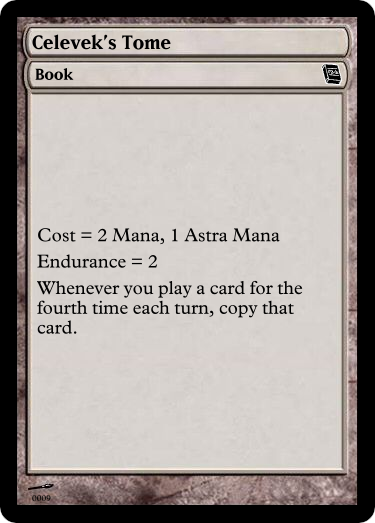 Celevek's Tome
Book
Cost = 2 Mana, 1 Astra Mana
Endurance = 2
Whenever you play a card for the
fourth time each turn, copy that
card.
0009